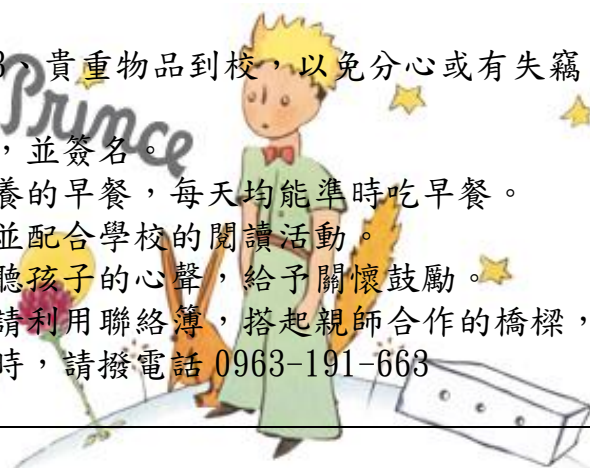 3、貴重物品到校，以免分心或有失竊
Prince
，並簽名。
養的早餐，每天均能準時吃早餐。
並配合學校的閱讀活動。
聽孩子的心聲，給予關懷鼓勵。
請利用聯絡簿，搭起親師合作的橋樑，
時，請撥電話 0963-191-663